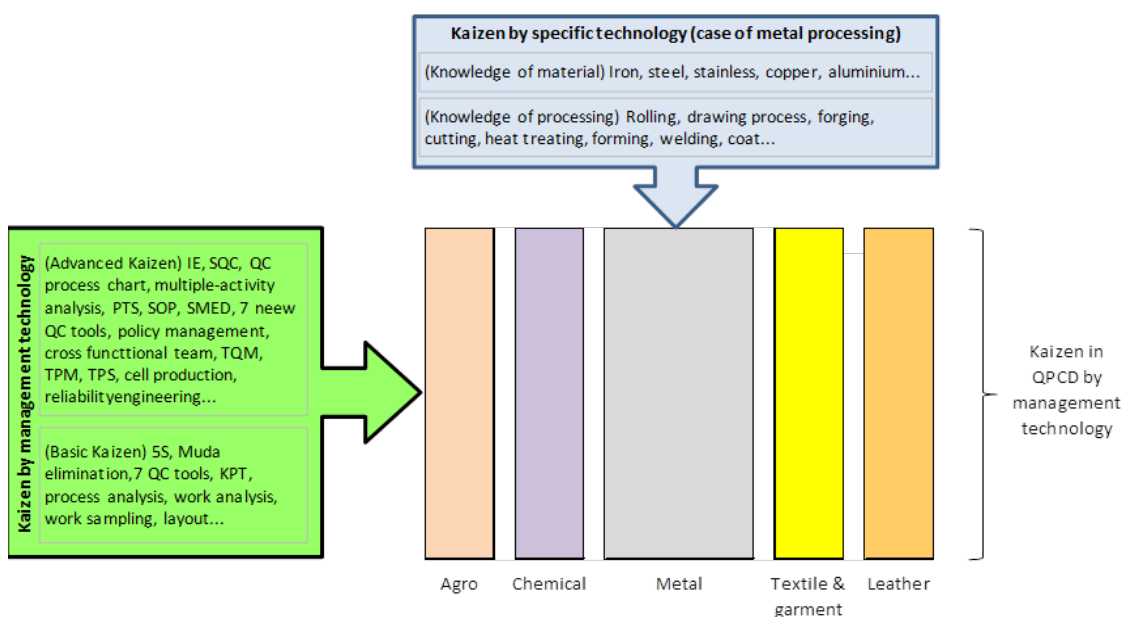 Kaizen by specific technology (case of metal processing)
(Knowledge of material) Iron, steel, stainless, copper, aluminium...
(Knowledge of processing) Rolling, drawing process, forging,
cutting, heat treating, forming, welding, coat...
Kaizen by management technology
(Advanced Kaizen) IE, SQC, QC
process chart, multiple-activity
analysis, PTS, SOP, SMED, 7 neew
QC tools, policy management,
cross functtional team, TQM,
TPM, TPS, cell production,
reliabilityengineering...
(Basic Kaizen) 5S, Muda
elimination,7 QC tools, KPT,
process analysis, work analysis,
work sampling, layout...
Kaizen in
QPCD by
management
technology
Agro
Chemical
Metal
Textile &
garment
Leather